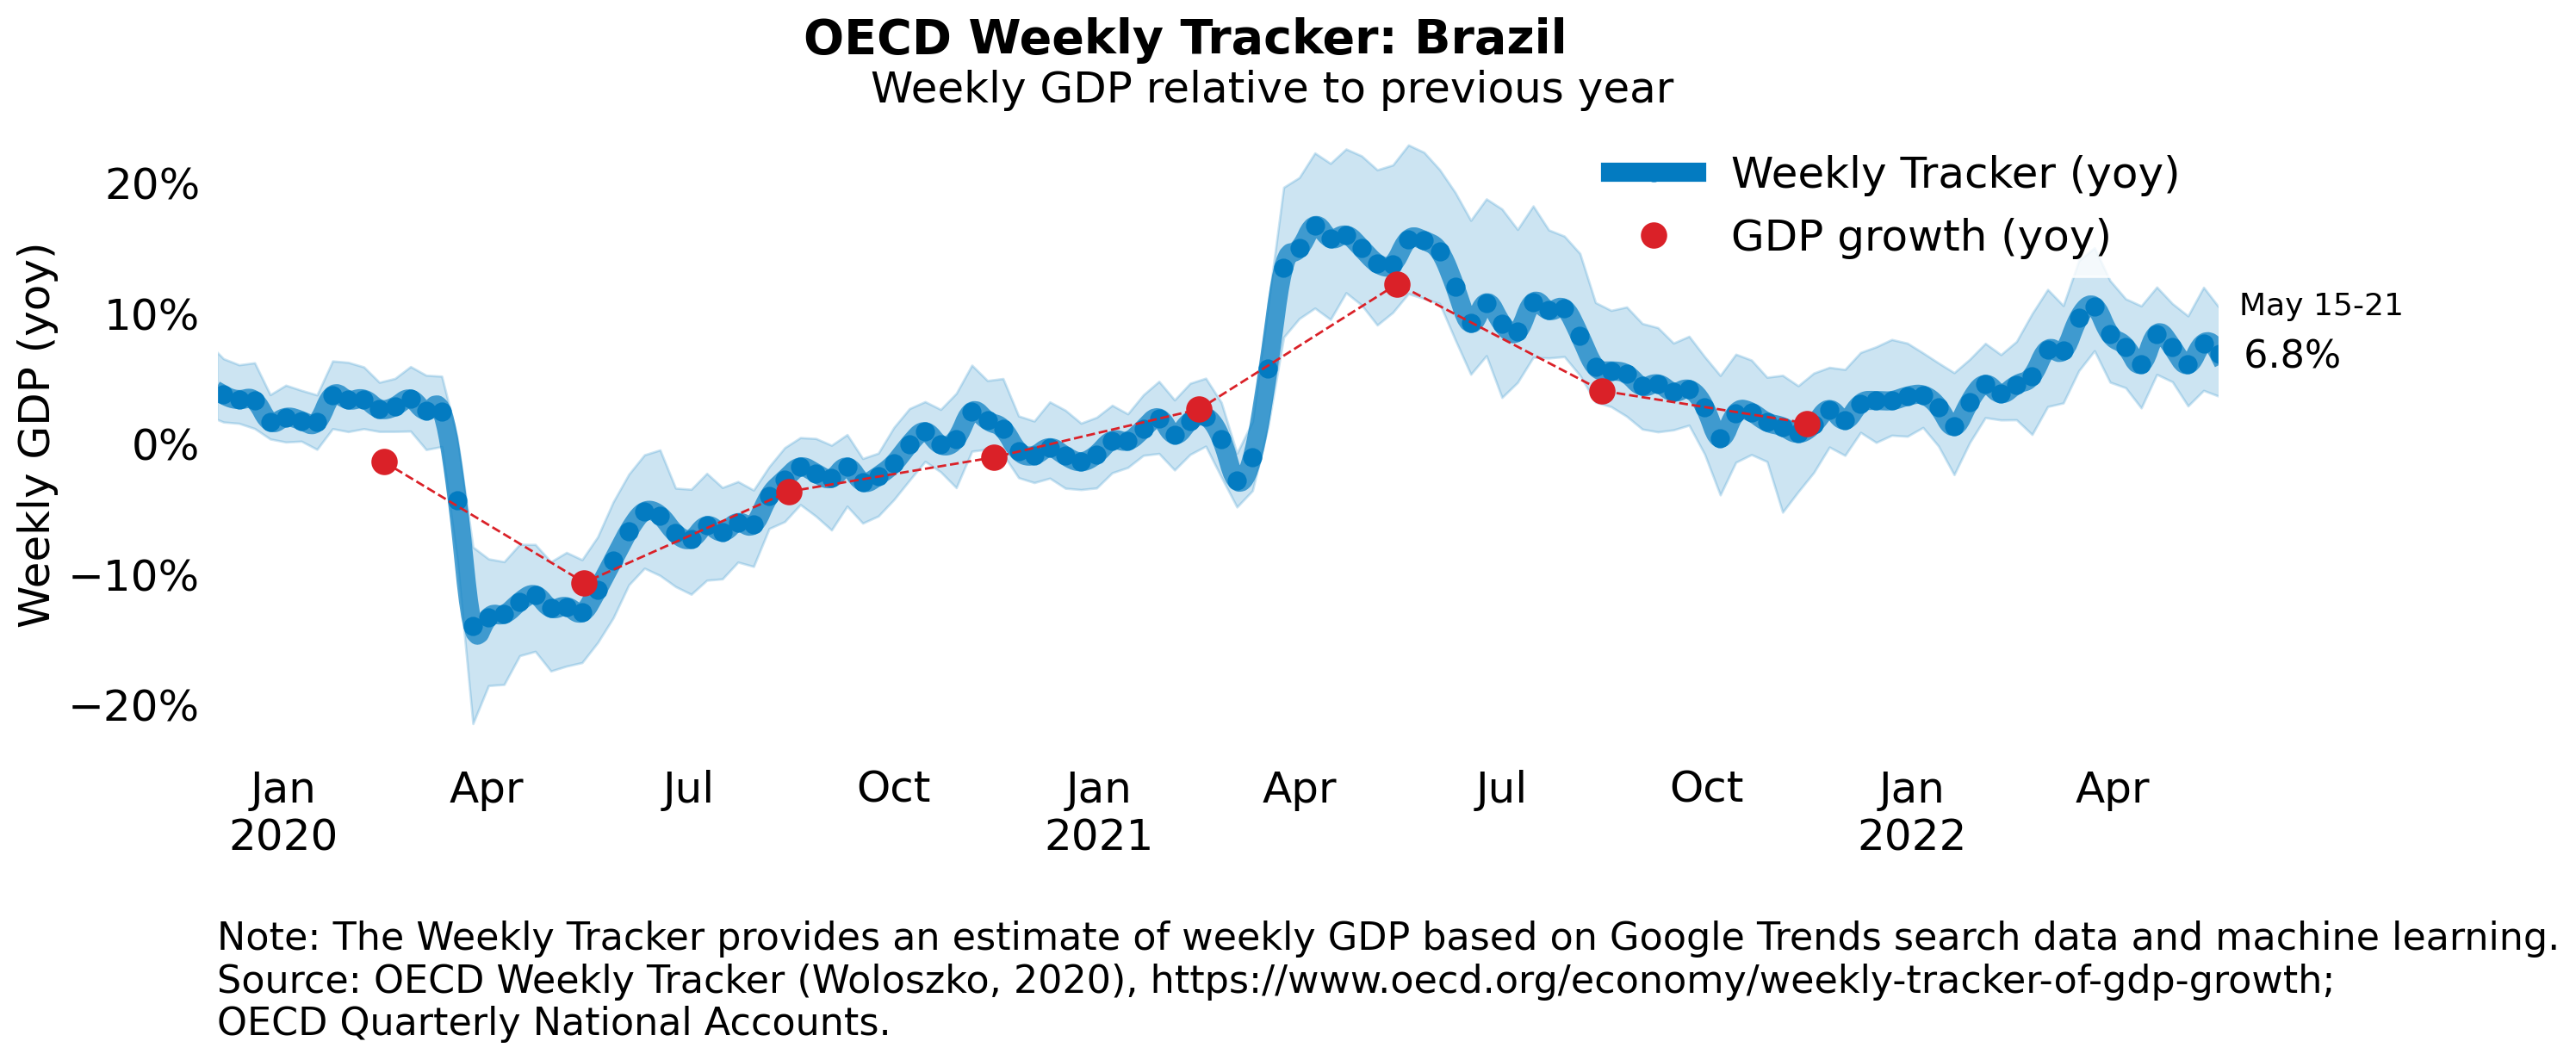 OECD Weekly Tracker: Brazil
Weekly GDP relative to previous year
Weekly GDP (yoy)
20%
10%
0%
−10%
−20%
Weekly Tracker (yoy)
GDP growth (yoy)
May 15-21
6.8%
Jan Apr Jul Oct Jan Apr Jul Oct Jan Apr
2020 2021 2022
Note: The Weekly Tracker provides an estimate of weekly GDP based on Google Trends search data and machine learning.
Source: OECD Weekly Tracker (Woloszko, 2020), https://www.oecd.org/economy/weekly-tracker-of-gdp-growth;
OECD Quarterly National Accounts.